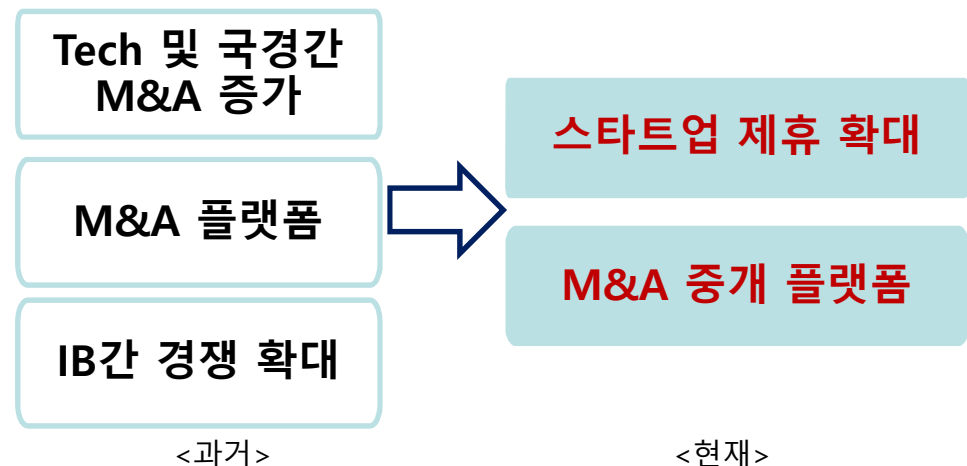 Tech 및 국경간
M&A 증가
M&A 플랫폼
IB간 경쟁 확대
<과거>
스타트업 제휴 확대
M&A 중개 플랫폼
<현재>